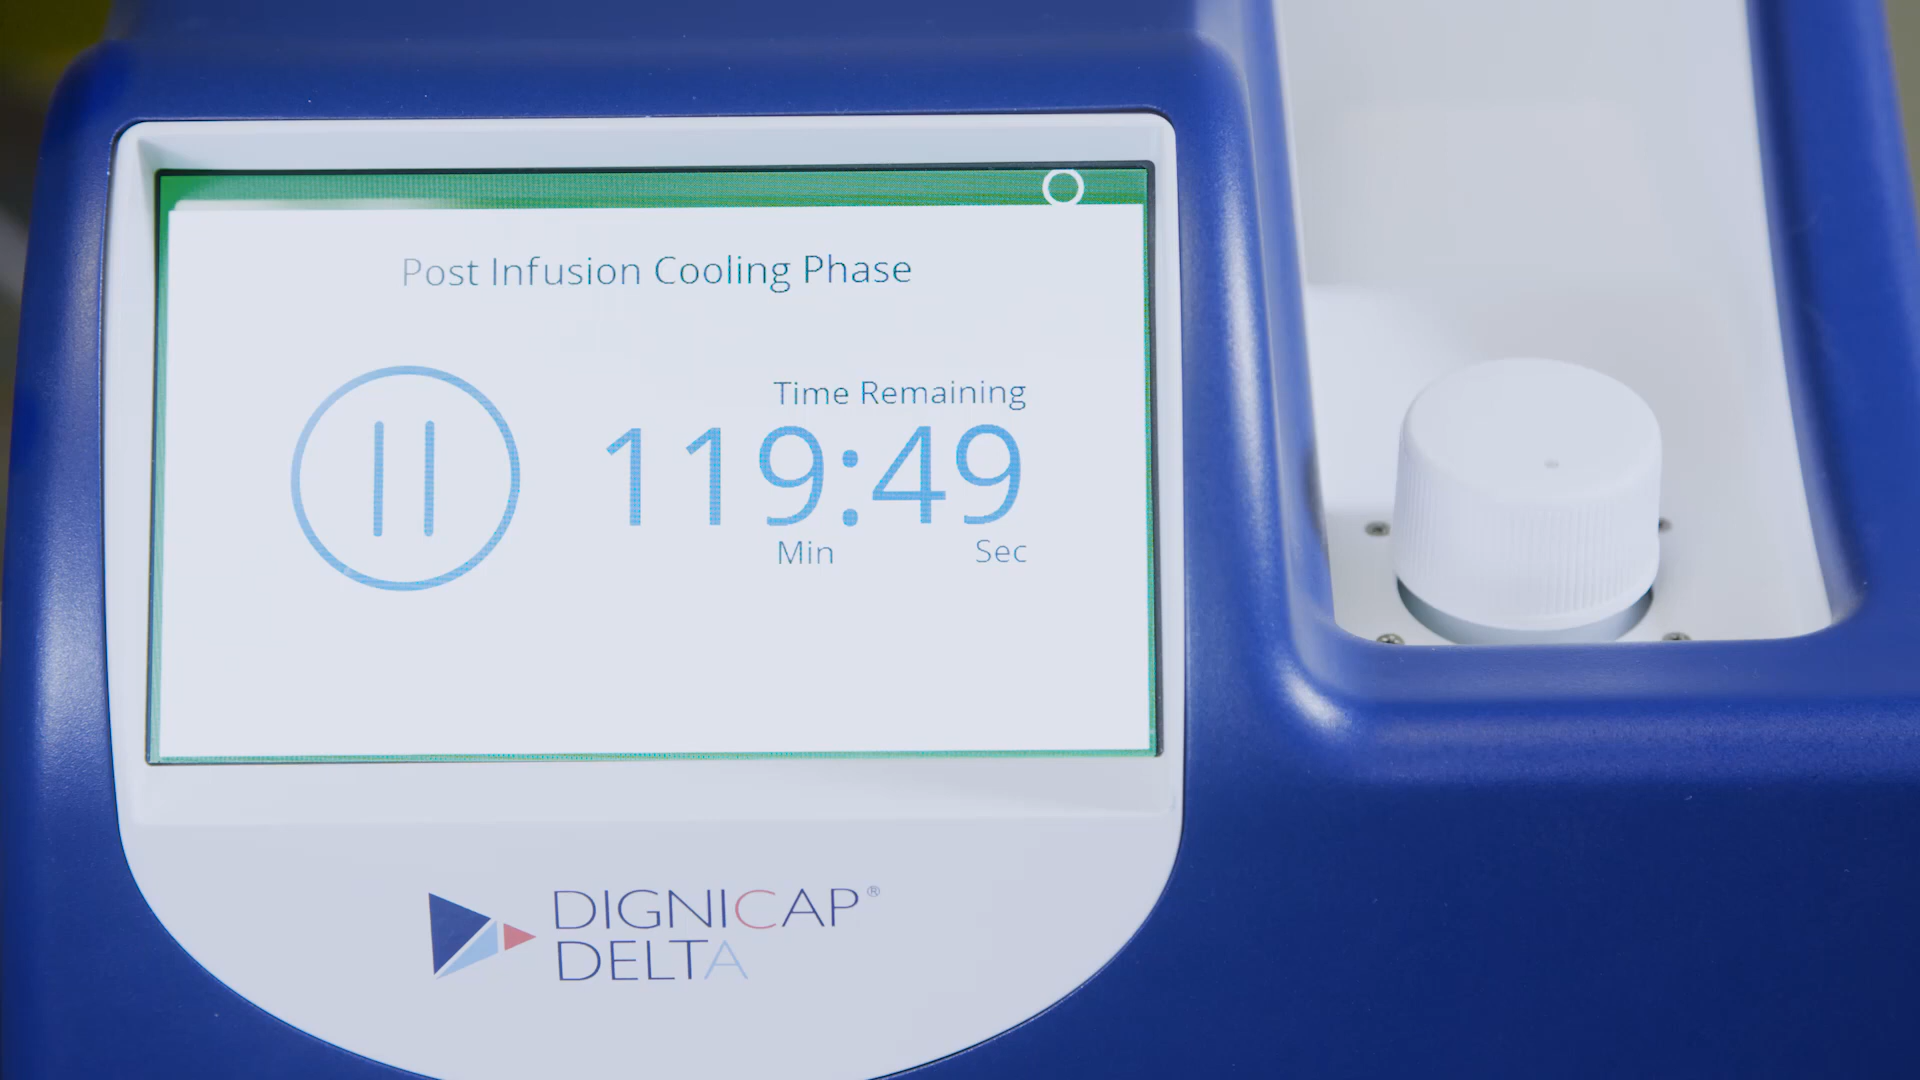 Post Infusion Cooling Phase
Time Remaining
119:49
Min Sec
DIGNICAP®
DELTA